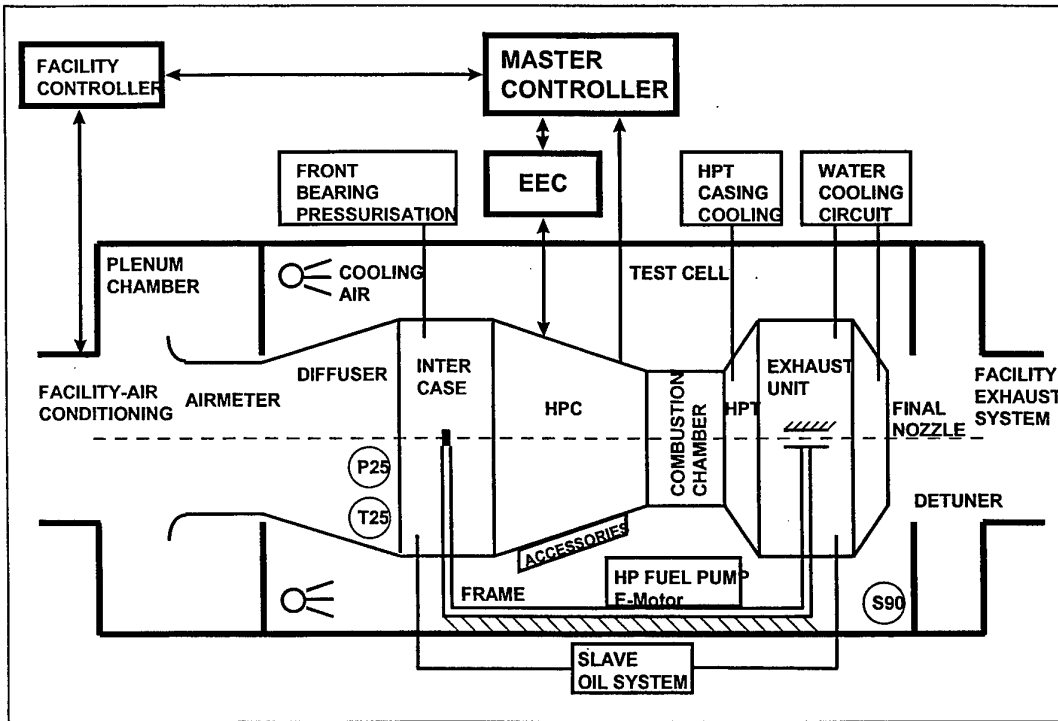 FACILITY
CONTROLLER
MASTER
CONTROLLER
FRONT
BEARING
PRESSURISATION
EEC
HPT
CASING
COOLING
WATER
COOLING
CIRCUIT
PLENUM
CHAMBER
COOLING
AIR
TEST CELL
DIFFUSER
INTER
CASE
HPC
COMBUSTION
CHAMBER
HPT
EXHAUST
UNIT
FACILITY-AIR
CONDITIONING
AIRMETER
FINAL
NOZZLE
FACILITY
EXHAUST
SYSTEM
P25
T25
DETUNER
ACCESSORIES
FRAME
HP FUEL PUMP
E-Motor
S90
SLAVE
OIL SYSTEM